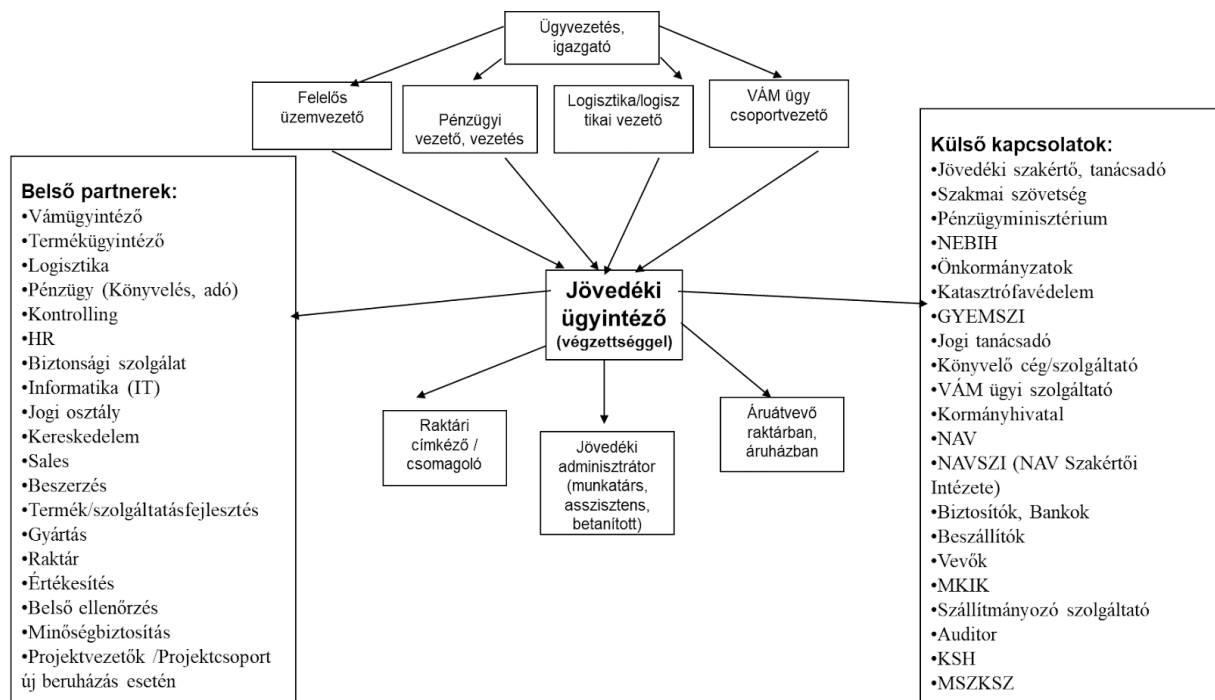 Ügyvezetés,
igazgató
Felelős
üzemvezető
Pénzügyi
vezető, vezetés
Logisztika/logisz
tikai vezető
VÁM ügy
csoportvezető
Belső partnerek:
•Vámügyintéző
•Termékügyintéző
•Logisztika
•Pénzügy (Könyvelés, adó)
•Kontrolling
•HR
•Biztonsági szolgálat
•Informatika (IT)
•Jogi osztály
•Kereskedelem
•Sales
•Beszerzés
•Termék/szolgáltatásfejlesztés
•Gyártás
•Raktár
•Értékesítés
•Belső ellenőrzés
•Minőségbiztosítás
•Projektvezetők /Projektcsoport
új beruházás esetén
Jövedéki
ügyintéző
(végzettséggel)
Raktári
címkéző /
csomagoló
Jövedéki
adminisztrátor
(munkatárs,
asszisztens,
betanított)
Áruátvevő
raktárban,
áruházban
Külső kapcsolatok:
•Jövedéki szakértő, tanácsadó
•Szakmai szövetség
•Pénzügyminisztérium
•NEBIH
•Önkormányzatok
•Katasztrófavédelem
•GYEMSZI
•Jogi tanácsadó
•Könyvelő cég/szolgáltató
•VÁM ügyi szolgáltató
•Kormányhivatal
•NAV
•NAVSZI (NAV Szakértői
Intézete)
•Biztosítók, Bankok
•Beszállítók
•Vevők
•MKIK
•Szállítmányozó szolgáltató
•Auditor
•KSH
•MSZKSZ